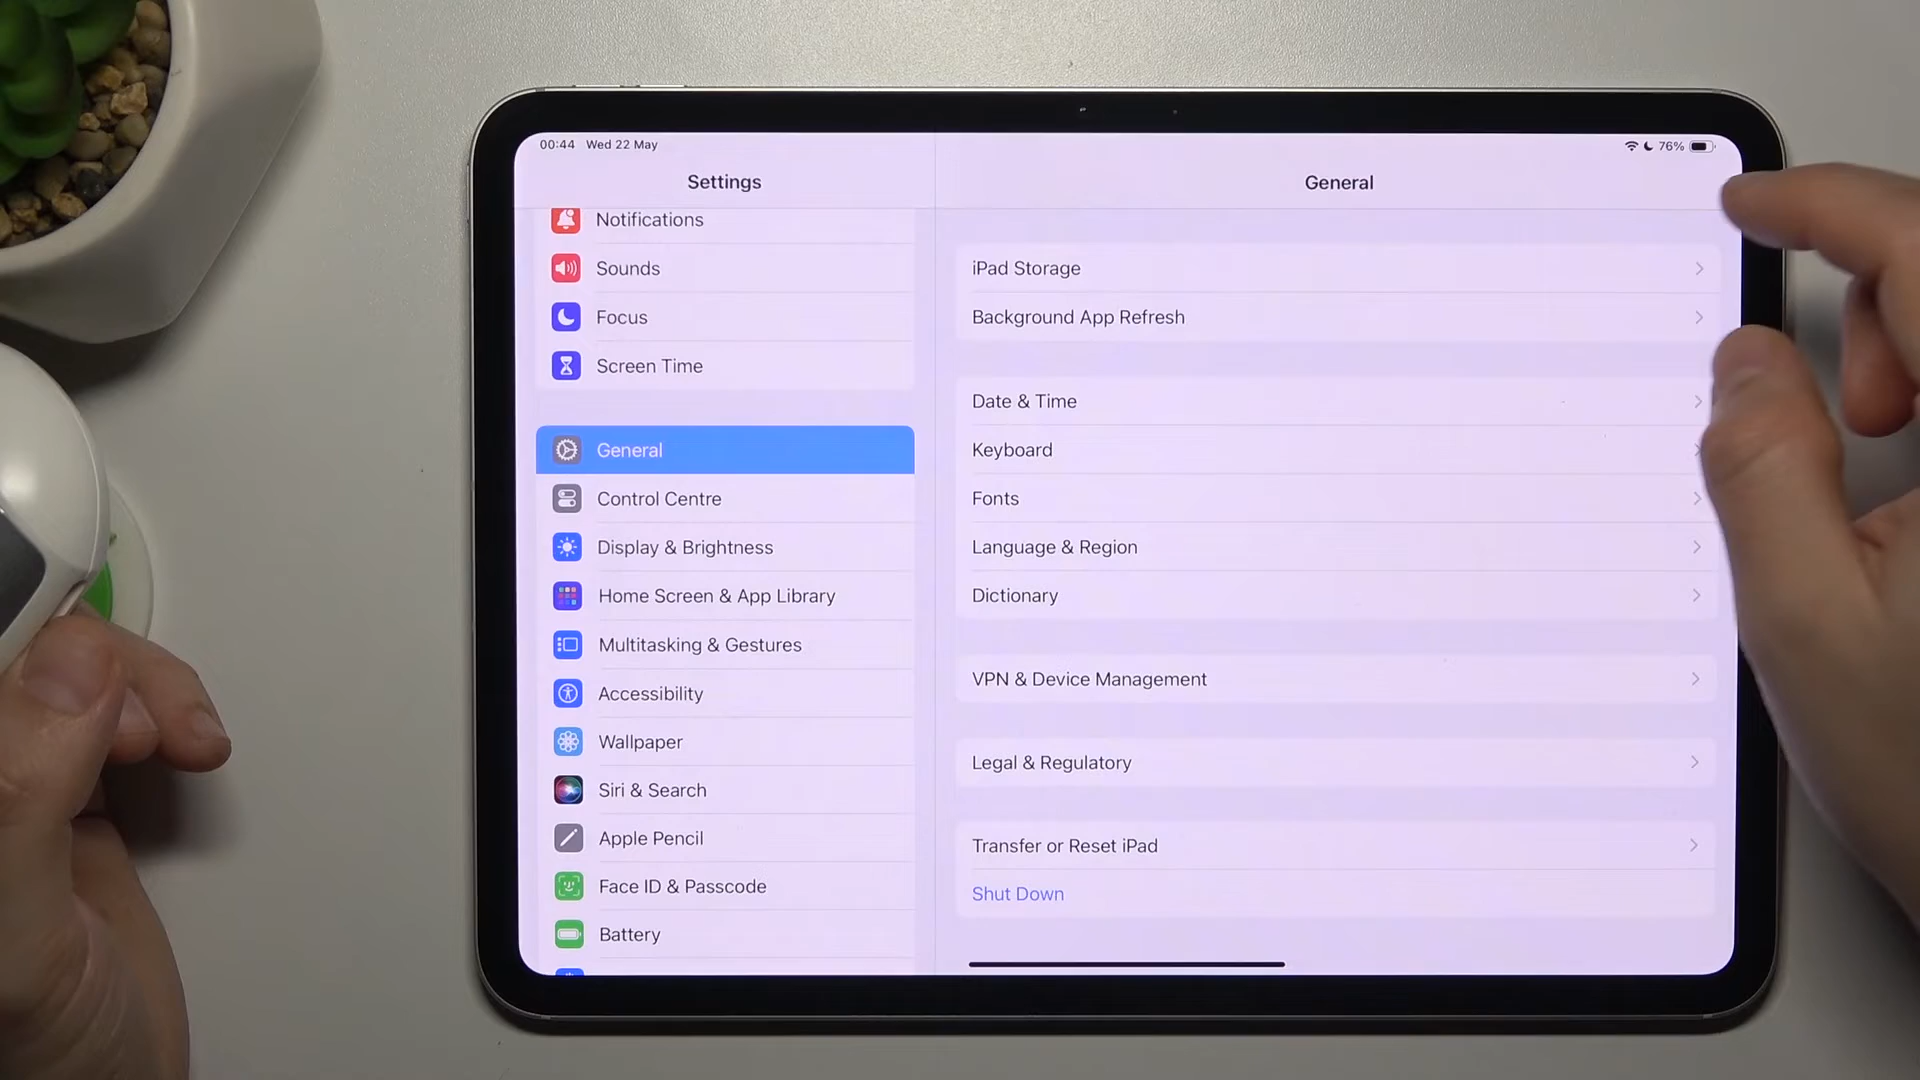 00:44 Wed 22 May
76%
Settings
General
Notifications
Sounds
Focus
Screen Time
General
Control Centre
Display & Brightness
Home Screen & App Library
Multitasking & Gestures
Accessibility
Wallpaper
Siri & Search
Apple Pencil
Face ID & Passcode
Battery
iPad Storage
Background App Refresh
Date & Time
Keyboard
Fonts
Language & Region
Dictionary
VPN & Device Management
Legal & Regulatory
Transfer or Reset iPad
Shut Down